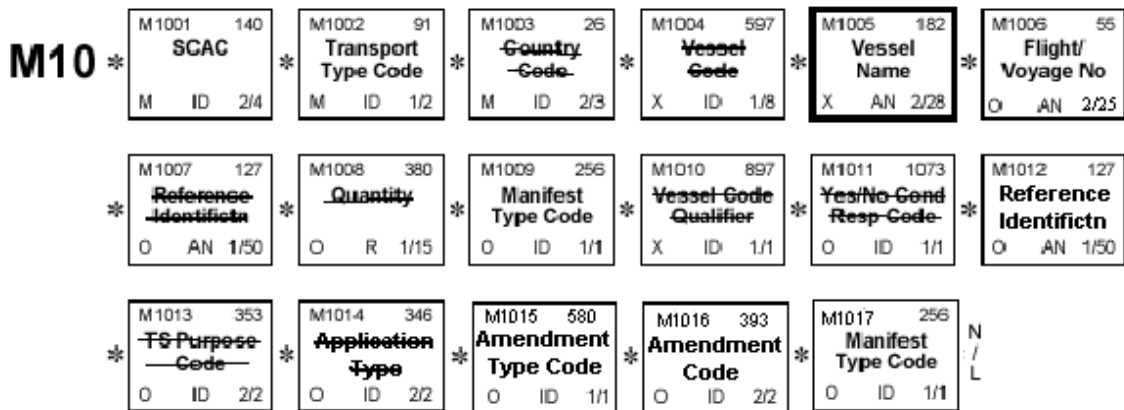 M1001 140 M1002 91 M1003 26 M1004 597 M1005 182 M1006 55
M10 * SCAC * Transport Type Code * Country Code * Vessel Code * Vessel Name * Flight/ Voyage No
M ID 2/4 M ID 1/2 M ID 2/3 X ID 1/8 X AN 2/28 O AN 2/25
M1007 127 M1008 380 M1009 256 M1010 897 M1011 1073 M1012 127
* Reference Identifictn * Quantity * Manifest Type Code * Vessel Code Qualifier * Yes/No Cond Resp Code * Reference Identifictn
O AN 1/50 O R 1/15 O ID 1/1 X ID 1/1 O ID 1/1 O AN 1/50
M1013 353 M1014 346 M1015 580 M1016 393 M1017 256
* TS Purpose Code * Application Type * Amendment Type Code * Amendment Code * Manifest Type Code N / L
O ID 2/2 O ID 2/2 O ID 1/1 O ID 2/2 O ID 1/1